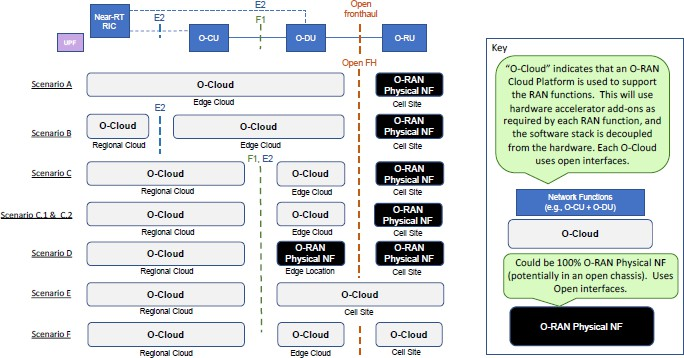 Near-RT
RIC
E2
E2
F1
Open
fronthaul
UPF
O-CU
O-DU
O-RU
Open FH
Scenario A
O-Cloud
Edge Cloud
O-RAN
Physical NF
Cell Site
Scenario B
O-Cloud
Regional Cloud
E2
O-Cloud
Edge Cloud
O-RAN
Physical NF
Cell Site
F1, E2
Scenario C
O-Cloud
Regional Cloud
O-Cloud
Edge Cloud
O-RAN
Physical NF
Cell Site
Scenario C.1 & C.2
O-Cloud
Regional Cloud
O-Cloud
Edge Cloud
O-RAN
Physical NF
Cell Site
Scenario D
O-Cloud
Regional Cloud
O-RAN
Physical NF
Edge Location
O-RAN
Physical NF
Cell Site
Scenario E
O-Cloud
Regional Cloud
O-Cloud
Cell Site
Scenario F
O-Cloud
Regional Cloud
O-Cloud
Edge Cloud
O-Cloud
Cell Site
Key
“O-Cloud” indicates that an O-RAN
Cloud Platform is used to support
the RAN functions. This will use
hardware accelerator add-ons as
required by each RAN function, and
the software stack is decoupled
from the hardware. Each O-Cloud
uses open interfaces.
Network Functions
(e.g., O-CU + O-DU)
O-Cloud
Could be 100% O-RAN Physical NF
(potentially in an open chassis). Uses
Open interfaces.
O-RAN Physical NF